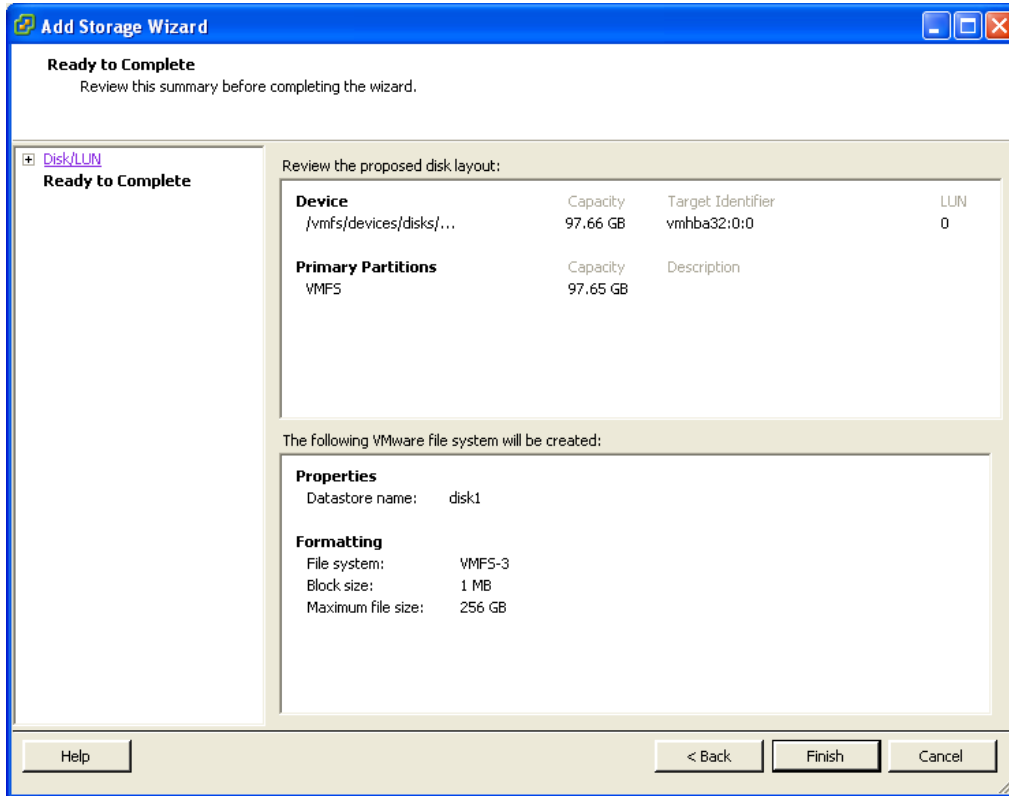 Add Storage Wizard
Ready to Complete
Review this summary before completing the wizard.
Disk/LUN
Ready to Complete
Review the proposed disk layout:
Device Capacity Target Identifier LUN
/vmfs/devices/disks/... 97.66 GB vmhba32:0:0 0
Primary Partitions Capacity Description
VMFS 97.65 GB
The following VMware file system will be created:
Properties
Datastore name: disk1
Formatting
File system: VMFS-3
Block size: 1 MB
Maximum file size: 256 GB
Help < Back Finish Cancel